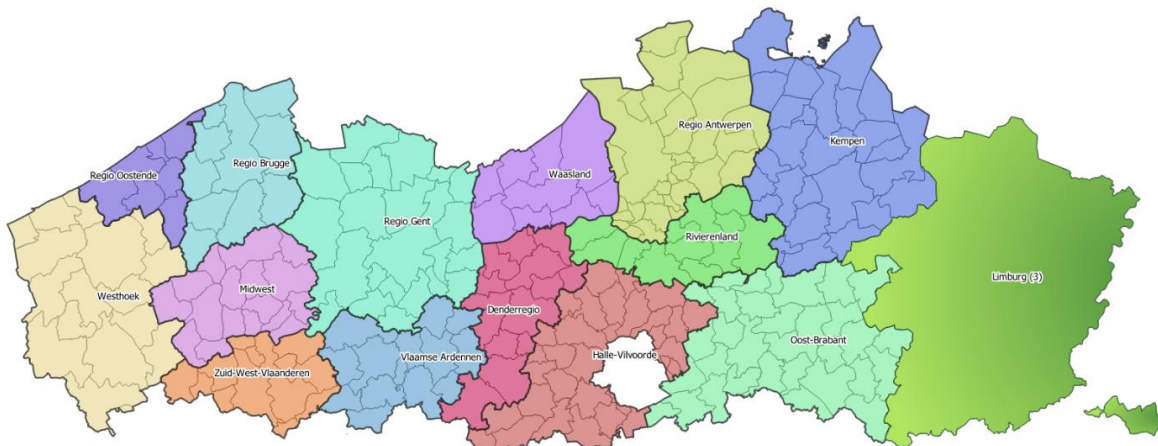 Regio Antwerpen
Kempen
Regio Brugge
Regio Oostende
Waasland
Regio Gent
Rivierenland
Limburg (3)
Midwest
Westhoek
Denderregio
Oost-Brabant
Vlaamse Ardennen
Halle-Vilvoorde
Zuid-West-Vlaanderen